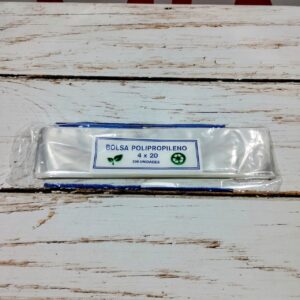 BOLSA POLIPROPILENO
4 x 20
100 UNIDADES